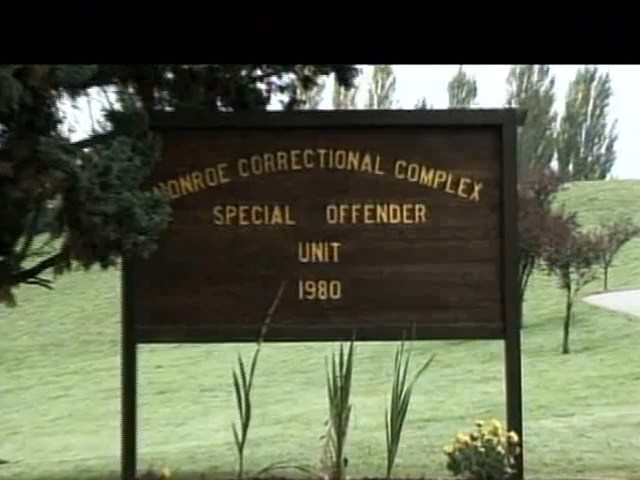 MONROE CORRECTIONAL COMPLEX
SPECIAL OFFENDER
UNIT
1980